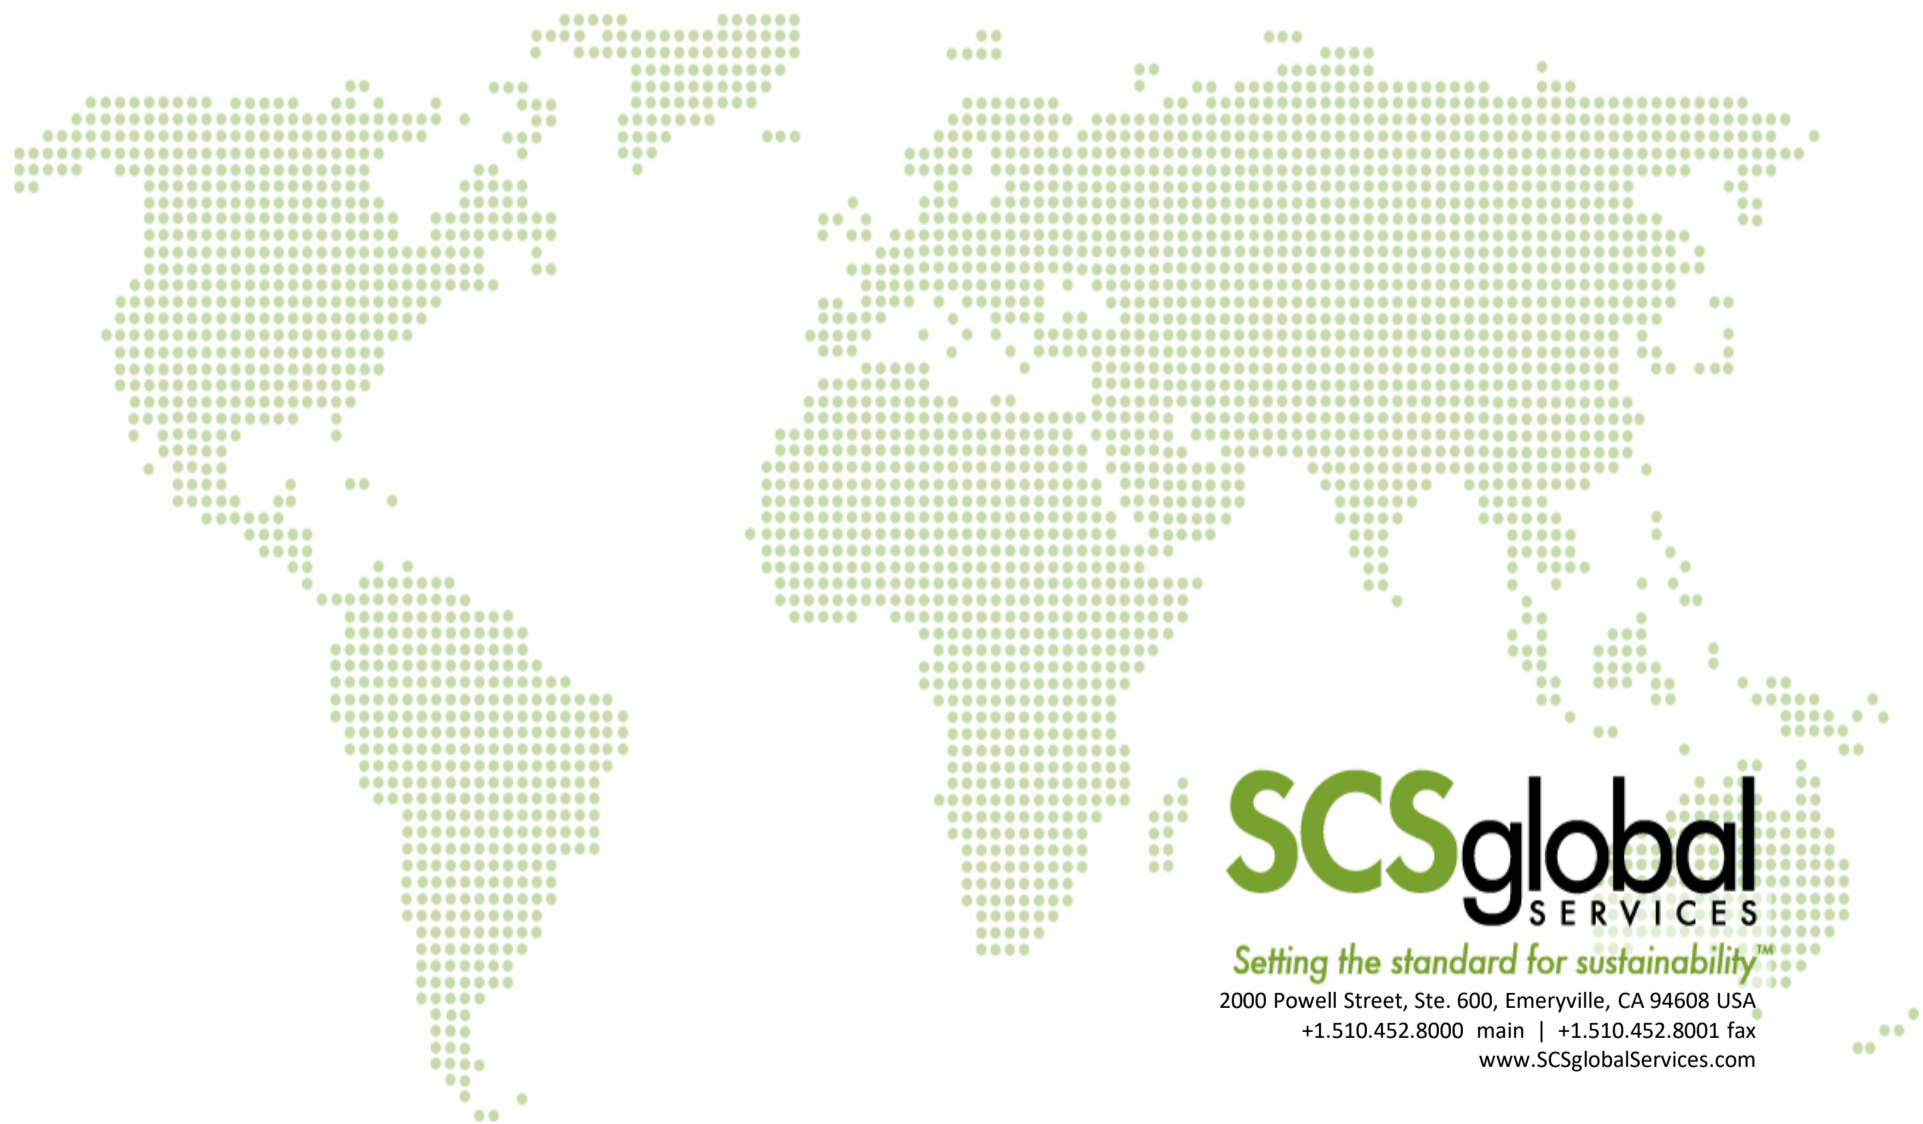 SCSglobal
SERVICES
Setting the standard for sustainability™
2000 Powell Street, Ste. 600, Emeryville, CA 94608 USA
+1.510.452.8000 main | +1.510.452.8001 fax
www.SCSglobalServices.com